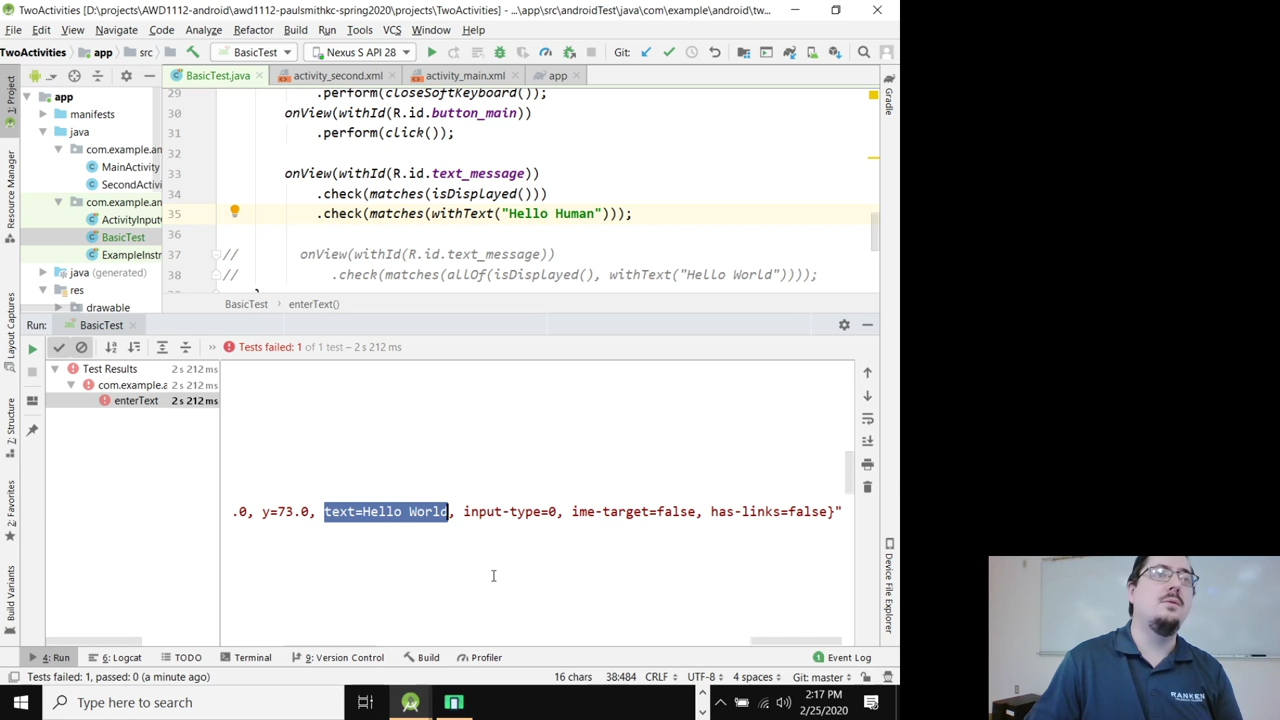 TwoActivities [D:\projects\AWD1112-android\awd1112-paulsmithkc-spring2020\projects\TwoActivities] - ...\app\src\androidTest\java\com\example\android\tw...
File Edit View Navigate Code Analyze Refactor Build Run Tools VCS Window Help
TwoActivities app src BasicTest Nexus S API 28 Git:
1: Project
Resource Manager
Layout Captures
7: Structure
2: Favorites
Build Variants
app
manifests
java
com.example.an
MainActivity
SecondActivi
com.example.an
ActivityInput
BasicTest
ExampleInstr
java (generated)
res
drawable
BasicTest.java activity_second.xml activity_main.xml app
29 .perform(closeSoftKeyboard());
30 onView(withId(R.id.button_main))
31 .perform(click());
32
33 onView(withId(R.id.text_message))
34 .check(matches(isDisplayed()))
35 .check(matches(withText("Hello Human")));
36
37 // onView(withId(R.id.text_message))
38 // .check(matches(allOf(isDisplayed(), withText("Hello World"))));
BasicTest enterText()
Gradle
Device File Explorer
Run: BasicTest
Tests failed: 1 of 1 test – 2 s 212 ms
Test Results 2 s 212 ms
com.example.a 2 s 212 ms
enterText 2 s 212 ms
.0, y=73.0, text=Hello World, input-type=0, ime-target=false, has-links=false}"
4: Run 6: Logcat TODO Terminal 9: Version Control Build Profiler Event Log
Tests failed: 1, passed: 0 (a minute ago) 16 chars 38:484 CRLF UTF-8 4 spaces Git: master
Type here to search
2:17 PM
2/25/2020
RANKEN